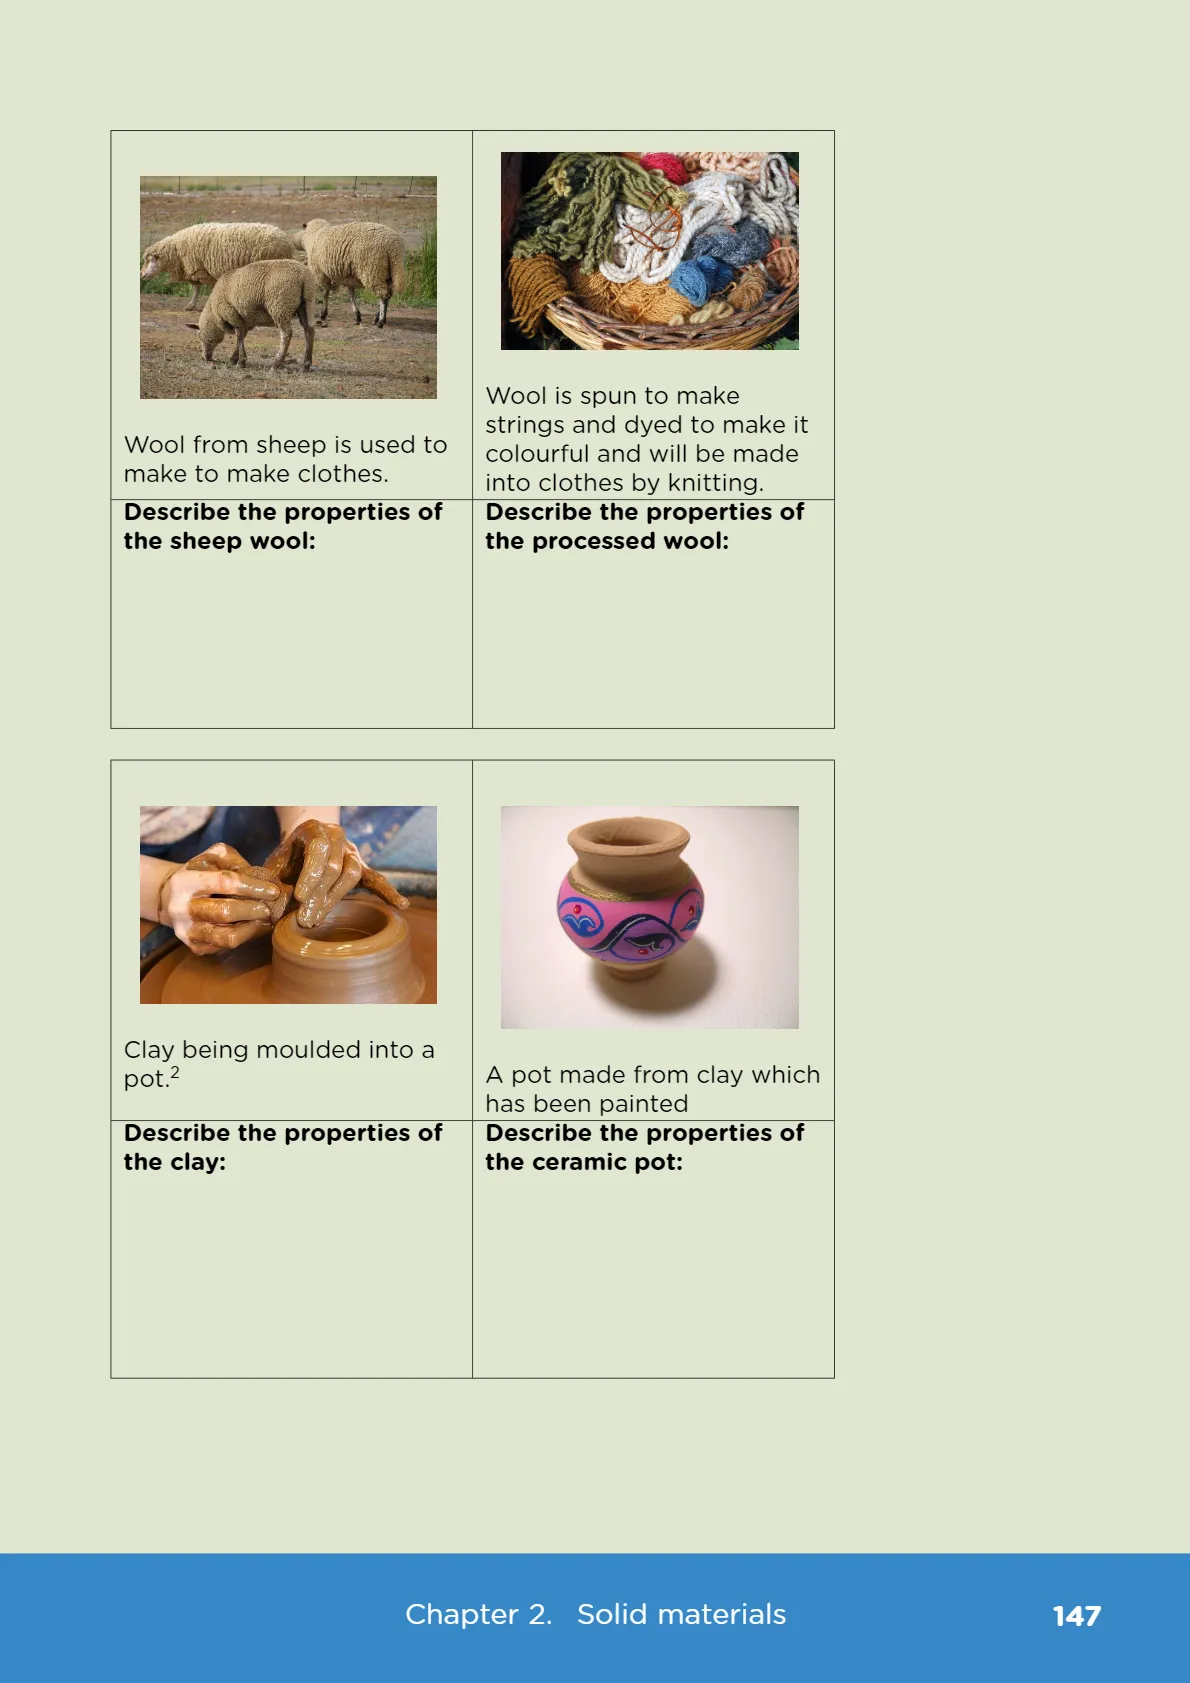 Wool from sheep is used to
make to make clothes.
Wool is spun to make
strings and dyed to make it
colourful and will be made
into clothes by knitting.
Describe the properties of
the sheep wool:
Describe the properties of
the processed wool:
Clay being moulded into a
pot.2
A pot made from clay which
has been painted
Describe the properties of
the clay:
Describe the properties of
the ceramic pot:
Chapter 2. Solid materials
147